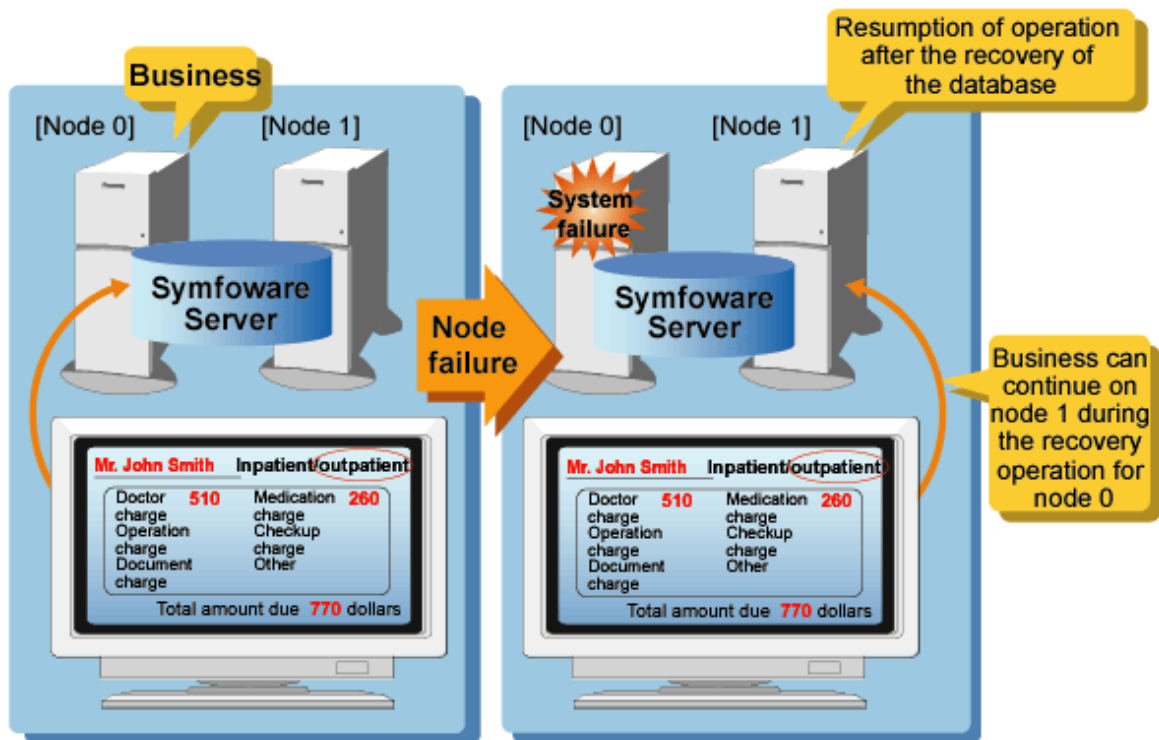 Business
[Node 0]
[Node 1]
Symfoware
Server
Mr. John Smith Inpatient/outpatient
Doctor 510 Medication 260
charge charge
Operation Checkup
charge charge
Document Other
charge
Total amount due 770 dollars
Node
failure
Resumption of operation
after the recovery of
the database
[Node 0]
[Node 1]
System
failure
Symfoware
Server
Business can
continue on
node 1 during
the recovery
operation for
node 0
Mr. John Smith Inpatient/outpatient
Doctor 510 Medication 260
charge charge
Operation Checkup
charge charge
Document Other
charge
Total amount due 770 dollars